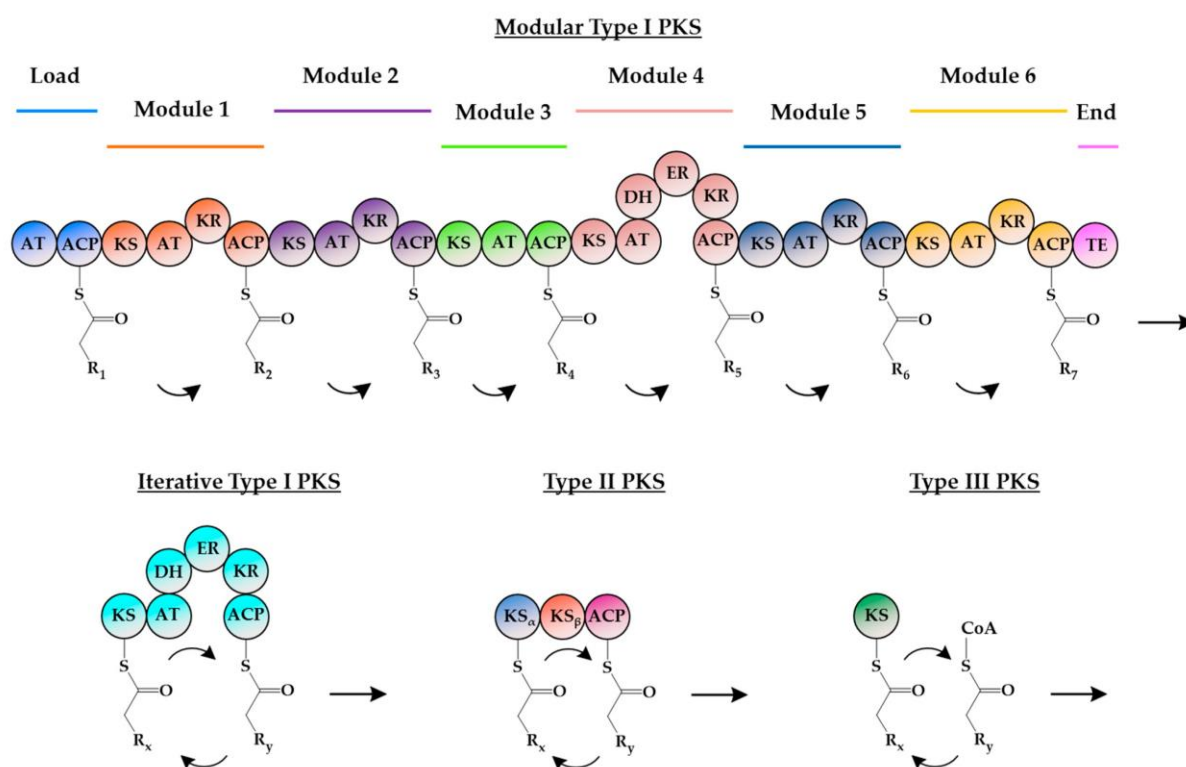 Modular Type I PKS
Load Module 1 Module 2 Module 3 Module 4 Module 5 Module 6 End
AT ACP KS AT KR ACP KS AT KR ACP KS AT ACP KS AT DH ER KR ACP KS AT KR ACP KS AT KR ACP TE
S S S S S S S
O O O O O O O
R1 R2 R3 R4 R5 R6 R7
Iterative Type I PKS Type II PKS Type III PKS
KS AT DH ER KR ACP KSα KSβ ACP KS CoA
S S S S S S
O O O O O O
Rx Ry Rx Ry Rx Ry